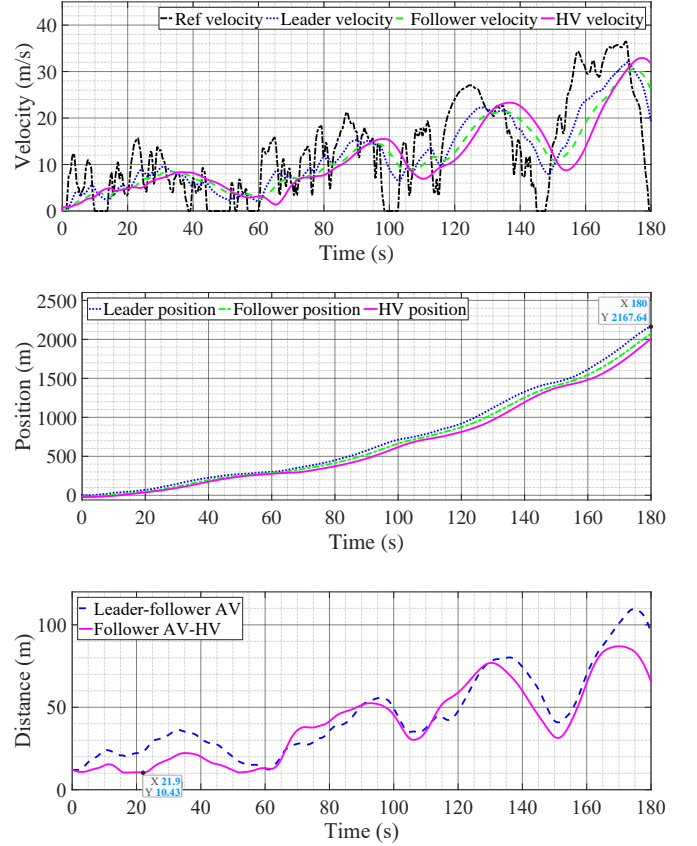 Ref velocity Leader velocity Follower velocity HV velocity
40
30
20
10
0
Velocity (m/s)
0 20 40 60 80 100 120 140 160 180
Time (s)
Leader position Follower position HV position
X 180
Y 2167.64
2500
2000
1500
1000
500
0
Position (m)
0 20 40 60 80 100 120 140 160 180
Time (s)
Leader-follower AV
Follower AV-HV
100
50
0
Distance (m)
X 21.9
Y 10.43
0 20 40 60 80 100 120 140 160 180
Time (s)